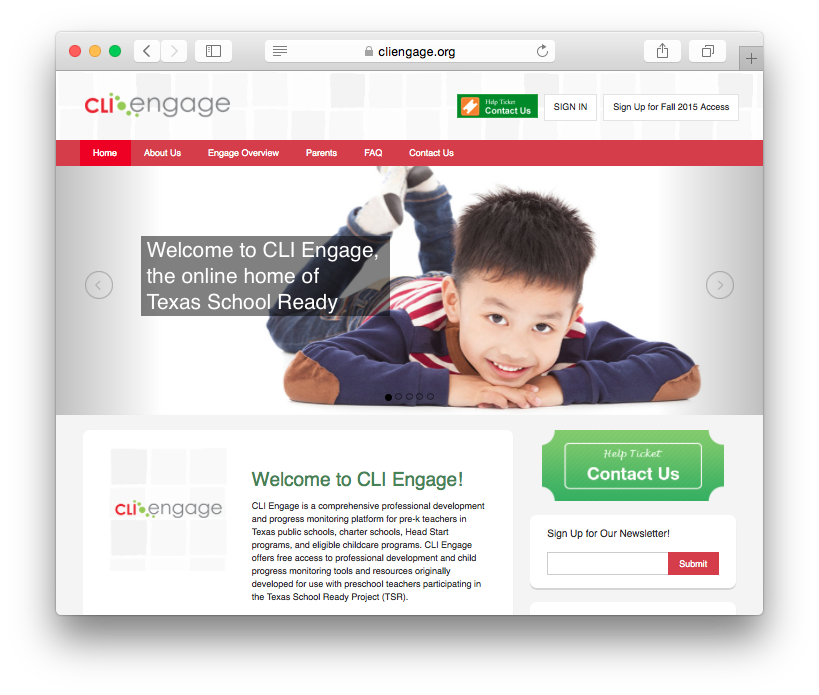 cliengage.org
CLI engage
Help Ticket
Contact Us
SIGN IN
Sign Up for Fall 2015 Access
Home
About Us
Engage Overview
Parents
FAQ
Contact Us
Welcome to CLI Engage,
the online home of
Texas School Ready
CLI engage
Welcome to CLI Engage!
CLI Engage is a comprehensive professional development
and progress monitoring platform for pre-k teachers in
Texas public schools, charter schools, Head Start
programs, and eligible childcare programs. CLI Engage
offers free access to professional development and child
progress monitoring tools and resources originally
developed for use with preschool teachers participating in
the Texas School Ready Project (TSR).
Help Ticket
Contact Us
Sign Up for Our Newsletter!
Submit